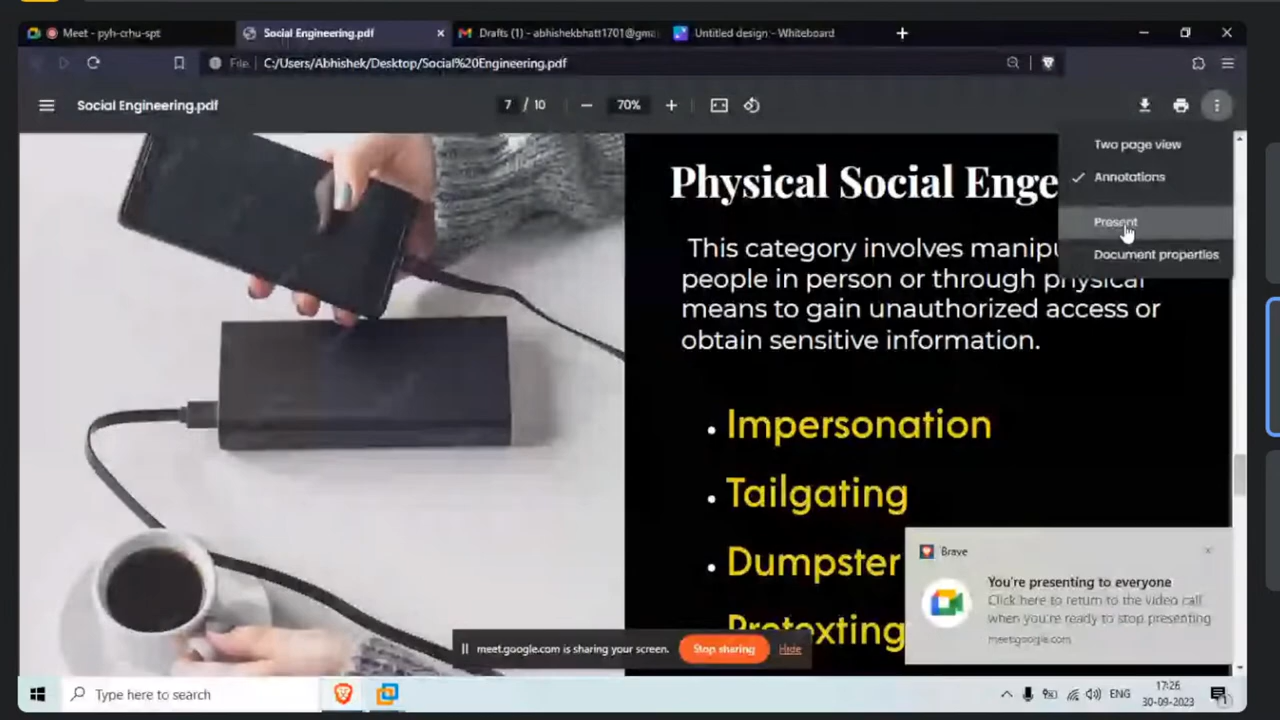 Meet - pyh-crhu-spt
Social Engineering.pdf
Drafts (1) - abhishekbhatt1701@gma
Untitled design - Whiteboard
File
C:/Users/Abhishek/Desktop/Social%20Engineering.pdf
Social Engineering.pdf
7 / 10
70%
Two page view
Annotations
Present
Document properties
Physical Social Enge
This category involves manipu
people in person or through physical
means to gain unauthorized access or
obtain sensitive information.
• Impersonation
• Tailgating
• Dumpster
Pretexting
Brave
You're presenting to everyone
Click here to return to the video call
when you're ready to stop presenting
meet.google.com
meet.google.com is sharing your screen.
Stop sharing
Hide
Type here to search
ENG
17:26
30-09-2023
1